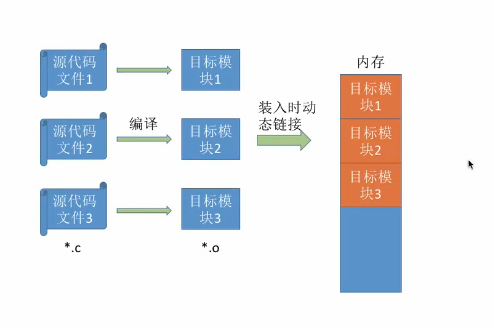 源代码
文件1
目标模
块1
源代码
文件2
编译
目标模
块2
源代码
文件3
目标模
块3
*.c
*.o
装入时动
态链接
内存
目标模
块1
目标模
块2
目标模
块3